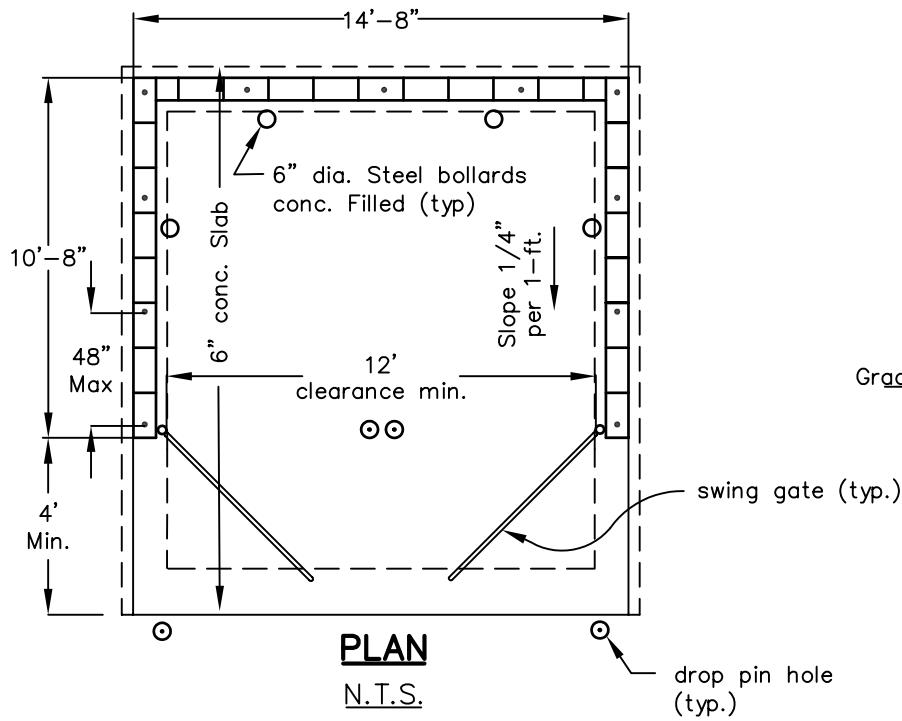 14'-8"
6" dia. Steel bollards
conc. Filled (typ)
6" conc. Slab
Slope 1/4"
per 1-ft.
10'-8"
48"
Max
12'
clearance min.
Grad
4'
Min.
swing gate (typ.)
PLAN
N.T.S.
drop pin hole
(typ.)